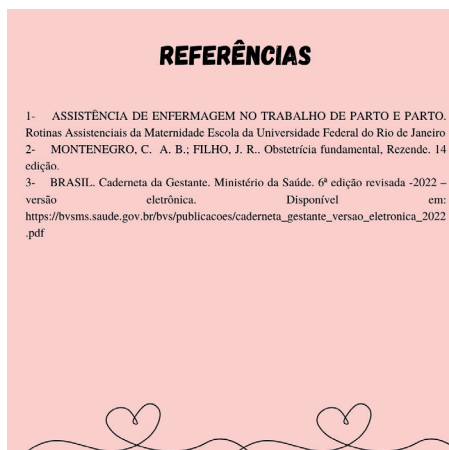 REFERÊNCIAS
1- ASSISTÊNCIA DE ENFERMAGEM NO TRABALHO DE PARTO E PARTO.
Rotinas Assistenciais da Maternidade Escola da Universidade Federal do Rio de Janeiro
2- MONTENEGRO, C. A. B.; FILHO, J. R.. Obstetrícia fundamental, Rezende. 14
edição.
3- BRASIL. Caderneta da Gestante. Ministério da Saúde. 6ª edição revisada -2022 –
versão eletrônica. Disponível em:
https://bvsms.saude.gov.br/bvs/publicacoes/caderneta_gestante_versao_eletronica_2022
.pdf